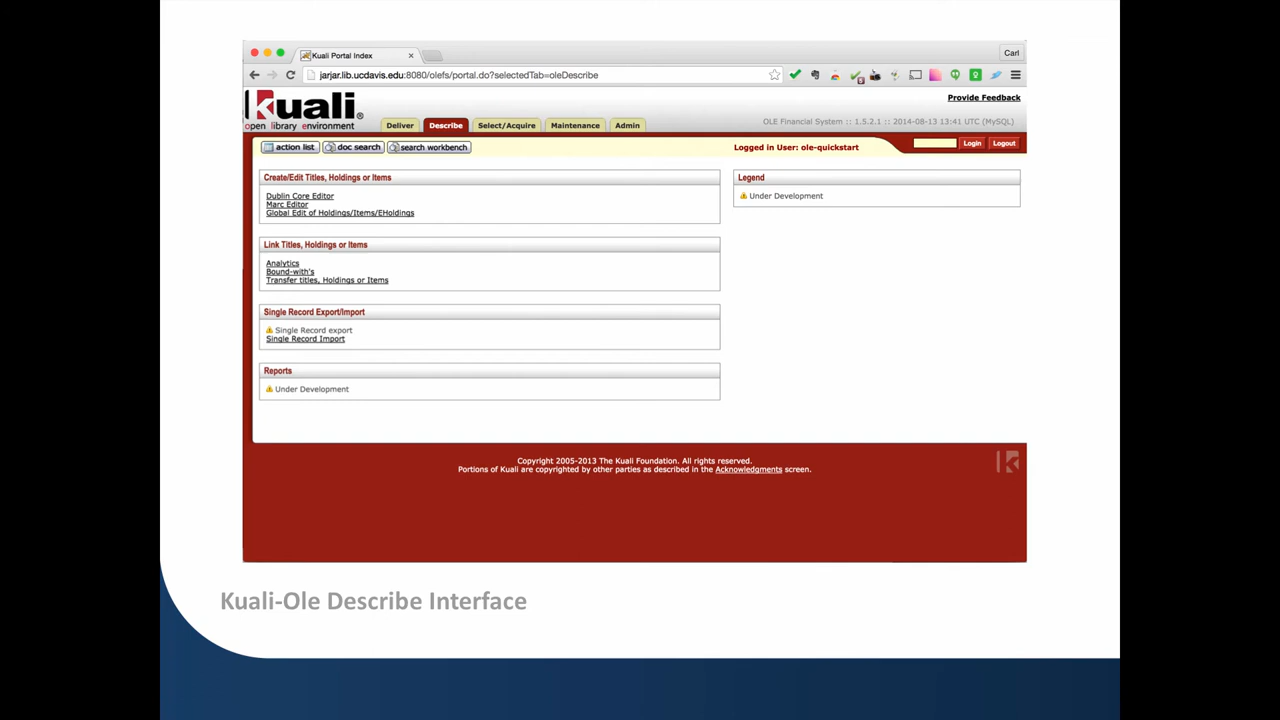 Kuali Portal Index
Carl
jarjar.lib.ucdavis.edu:8080/olefs/portal.do?selectedTab=oleDescribe
kuali®
open library environment
Provide Feedback
Deliver
Describe
Select/Acquire
Maintenance
Admin
OLE Financial System :: 1.5.2.1 :: 2014-08-13 13:41 UTC (MySQL)
action list
doc search
search workbench
Logged in User: ole-quickstart
Login
Logout
Create/Edit Titles, Holdings or Items
Dublin Core Editor
Marc Editor
Global Edit of Holdings/Items/EHoldings
Legend
Under Development
Link Titles, Holdings or Items
Analytics
Bound-with's
Transfer titles, Holdings or Items
Single Record Export/Import
Single Record export
Single Record Import
Reports
Under Development
Copyright 2005-2013 The Kuali Foundation. All rights reserved.
Portions of Kuali are copyrighted by other parties as described in the Acknowledgments screen.
Kuali-Ole Describe Interface